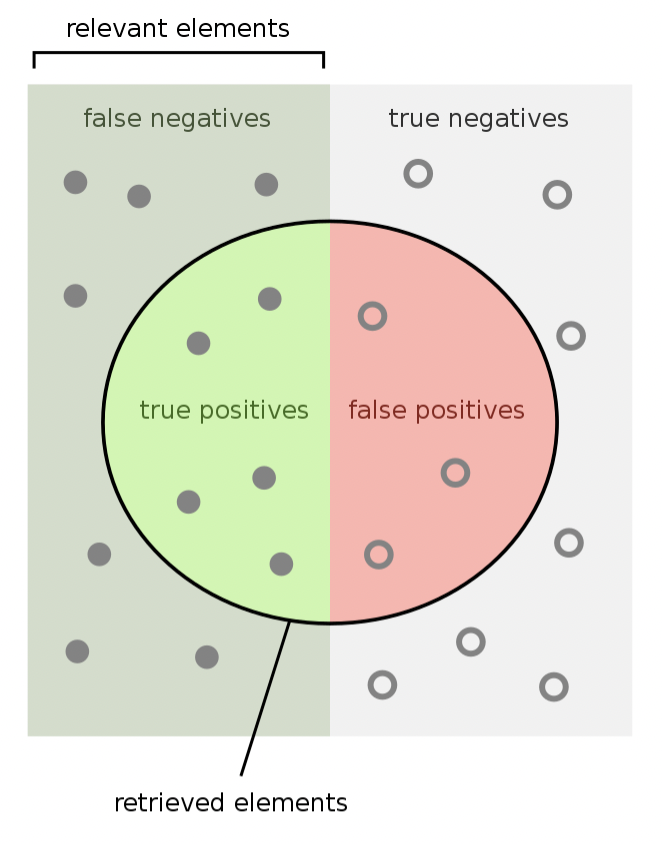 relevant elements
false negatives
true negatives
true positives
false positives
retrieved elements